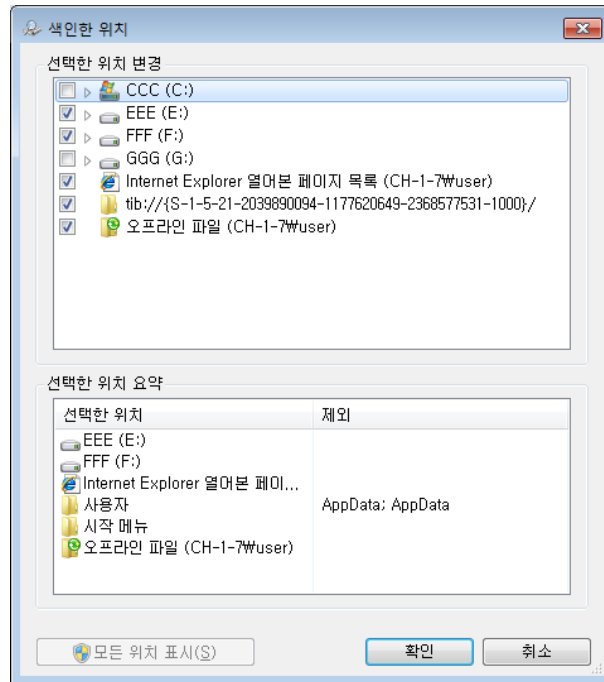 색인한 위치
선택한 위치 변경
CCC (C:)
EEE (E:)
FFF (F:)
GGG (G:)
Internet Explorer 열어본 페이지 목록 (CH-1-7₩user)
tib://{S-1-5-21-2039890094-1177620649-2368577531-1000}/
오프라인 파일 (CH-1-7₩user)
선택한 위치 요약
선택한 위치 제외
EEE (E:)
FFF (F:)
Internet Explorer 열어본 페이...
사용자 AppData; AppData
시작 메뉴
오프라인 파일 (CH-1-7₩user)
모든 위치 표시(S) 확인 취소